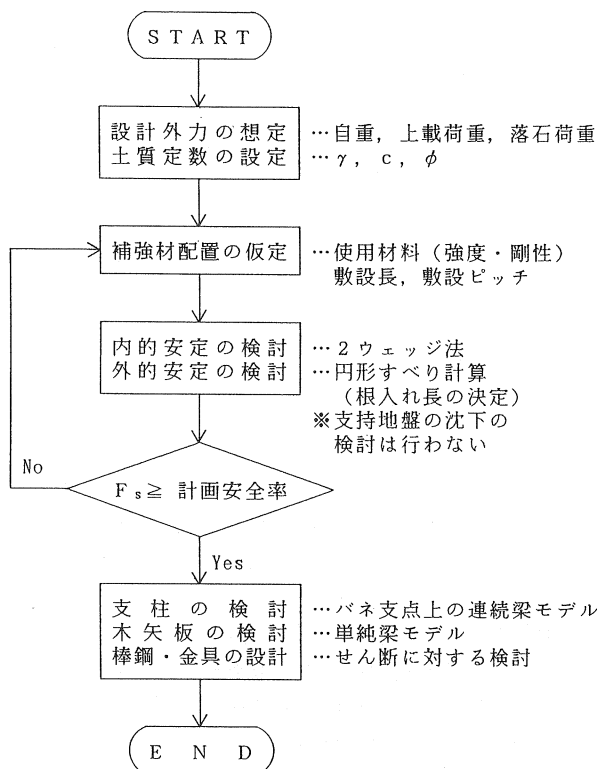 START
設計外力の想定 …自重，上載荷重，落石荷重
土質定数の設定 …γ，c，φ
補強材配置の仮定 …使用材料（強度・剛性）
敷設長，敷設ピッチ
内的安定の検討 …２ウェッジ法
外的安定の検討 …円形すべり計算
（根入れ長の決定）
※支持地盤の沈下の
検討は行わない
No
Fs≧ 計画安全率
Yes
支柱の検討 …バネ支点上の連続梁モデル
木矢板の検討 …単純梁モデル
棒鋼・金具の設計 …せん断に対する検討
END